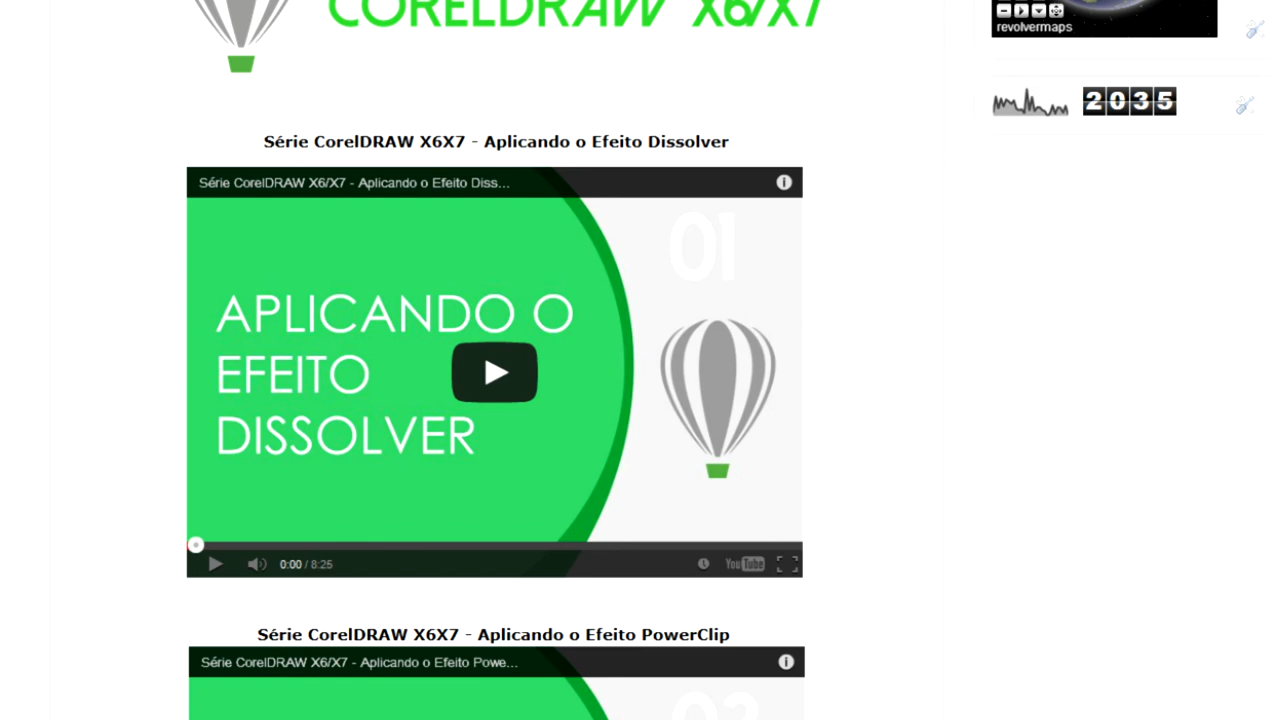 CORELDRAW X6/X7
revolvermaps
2035
Série CorelDRAW X6X7 - Aplicando o Efeito Dissolver
Série CorelDRAW X6/X7 - Aplicando o Efeito Diss...
01
APLICANDO O
EFEITO
DISSOLVER
0:00 / 8:25
YouTube
Série CorelDRAW X6X7 - Aplicando o Efeito PowerClip
Série CorelDRAW X6/X7 - Aplicando o Efeito Powe...
02